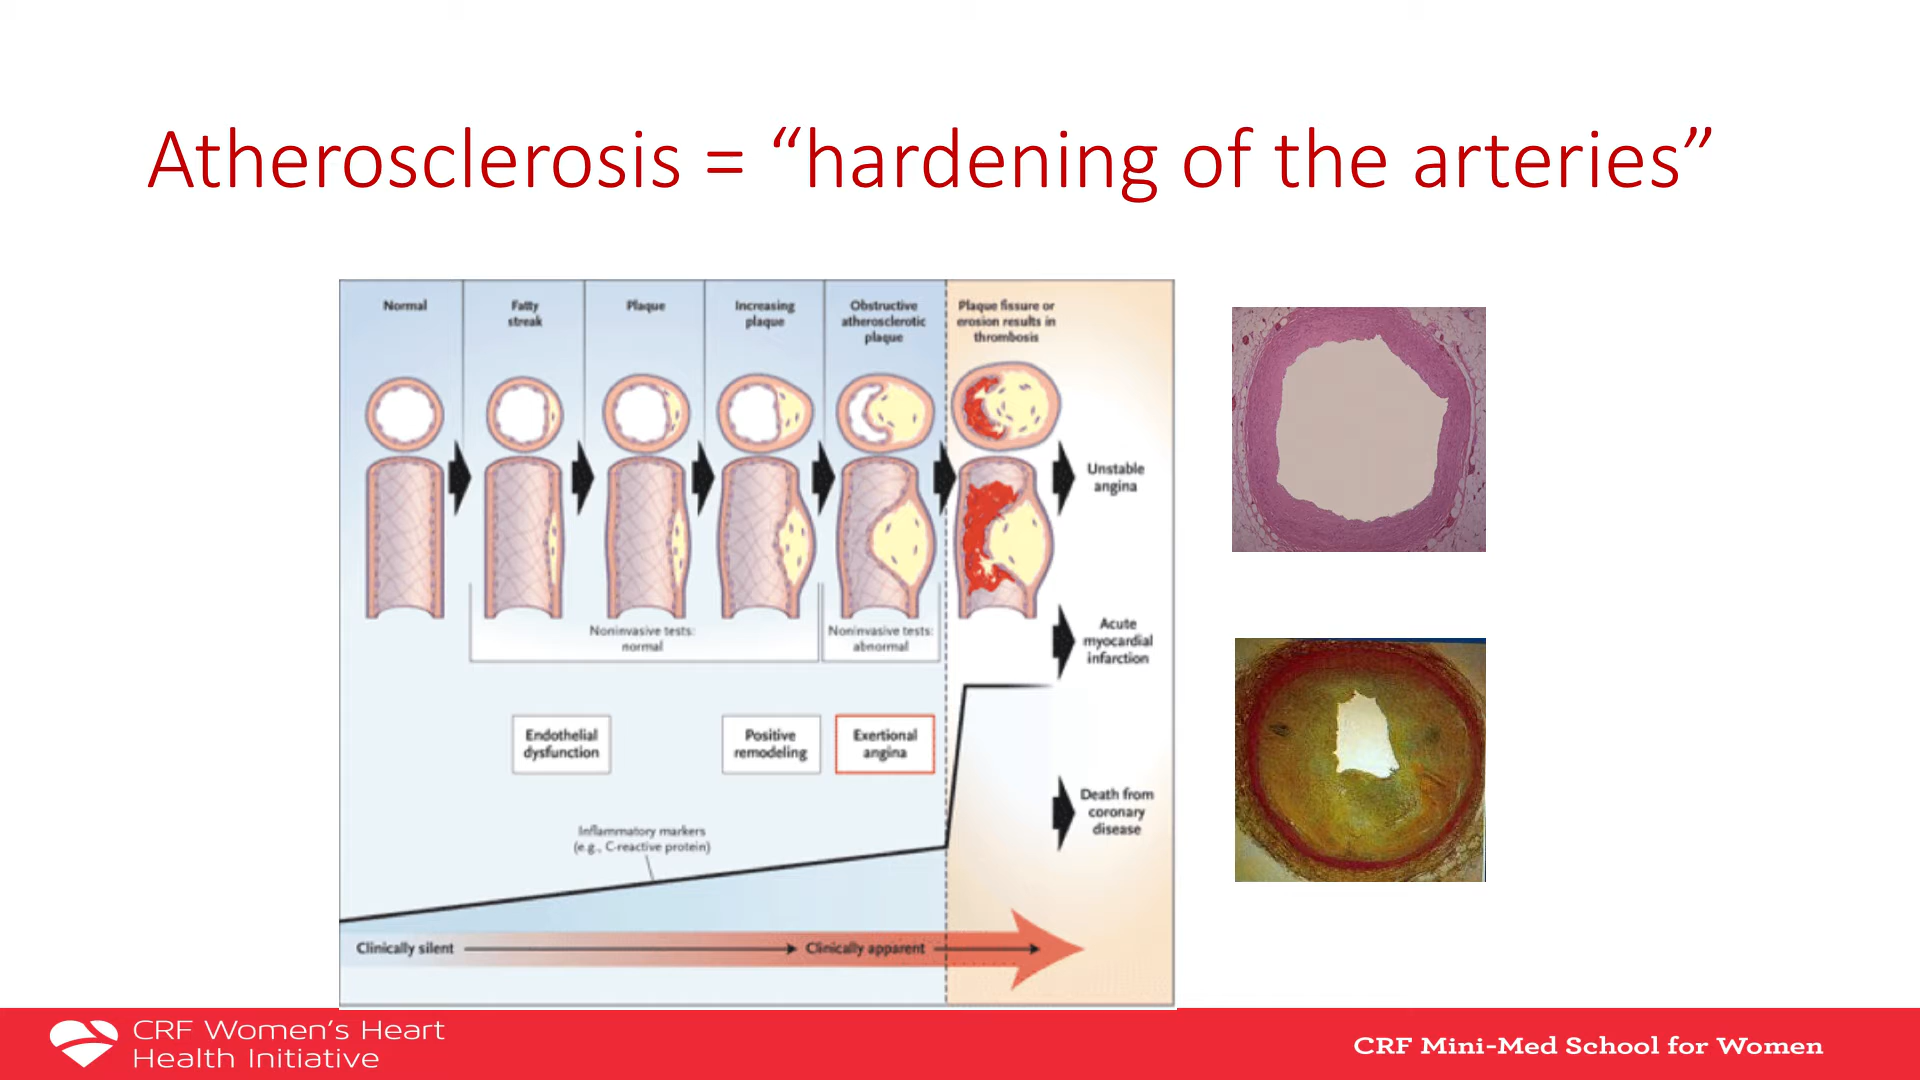 Atherosclerosis = “hardening of the arteries”
Normal
Fatty
streak
Plaque
Increasing
plaque
Obstructive
atherosclerotic
plaque
Plaque fissure or
erosion results in
thrombosis
Unstable
angina
Noninvasive tests:
normal
Noninvasive tests:
abnormal
Acute
myocardial
infarction
Endothelial
dysfunction
Positive
remodeling
Exertional
angina
Death from
coronary
disease
Inflammatory markers
(e.g., C-reactive protein)
Clinically silent
Clinically apparent
CRF Women’s Heart
Health Initiative
CRF Mini-Med School for Women